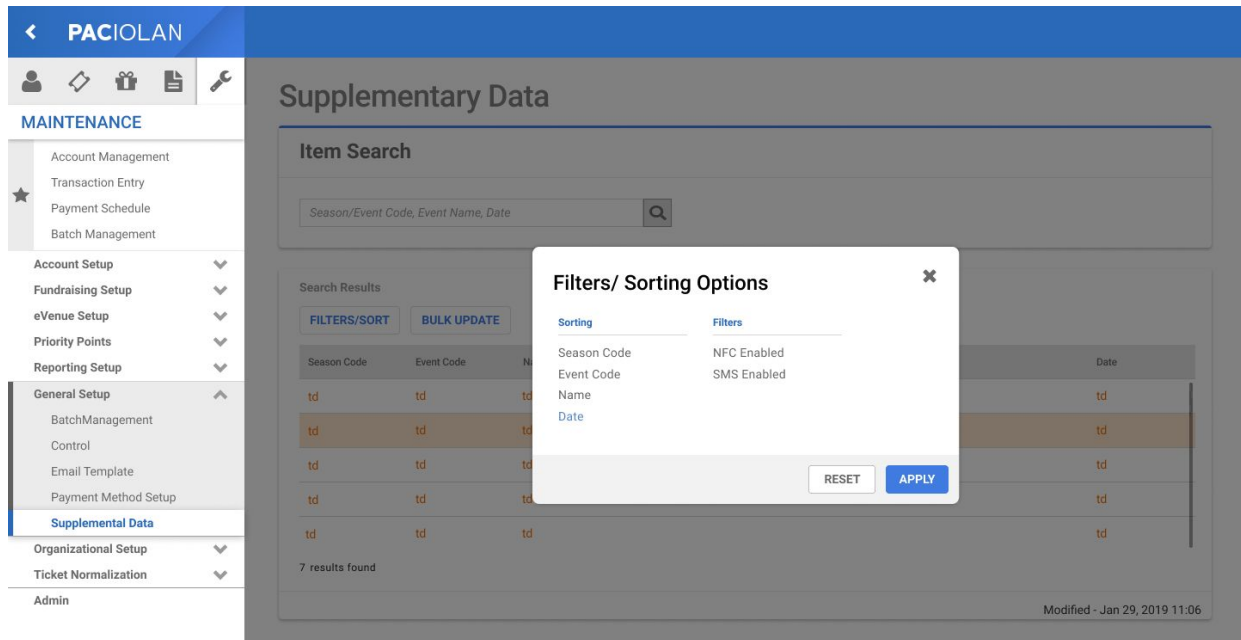 PACIOLAN
MAINTENANCE
Account Management
Transaction Entry
Payment Schedule
Batch Management
Account Setup
Fundraising Setup
eVenue Setup
Priority Points
Reporting Setup
General Setup
BatchManagement
Control
Email Template
Payment Method Setup
Supplemental Data
Organizational Setup
Ticket Normalization
Admin
Supplementary Data
Item Search
Season/Event Code, Event Name, Date
Search Results
FILTERS/SORT BULK UPDATE
Season Code Event Code Date
td td td td
td td td td
td td td td
td td td td
td td td td
7 results found
Modified - Jan 29, 2019 11:06
Filters/ Sorting Options
Sorting Filters
Season Code NFC Enabled
Event Code SMS Enabled
Name
Date
RESET APPLY